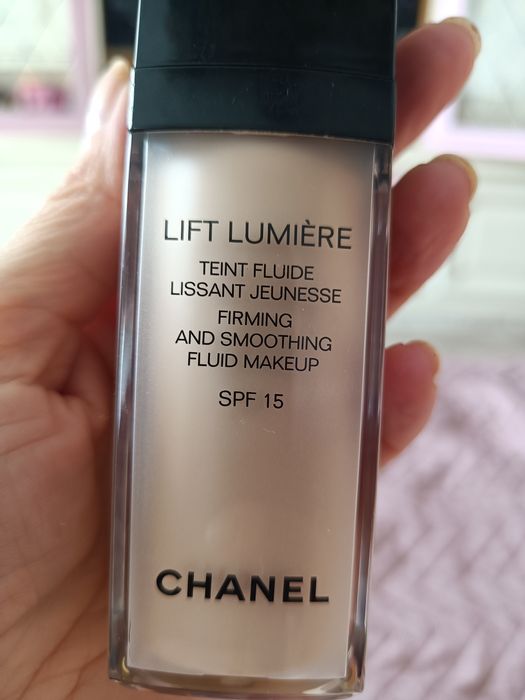 LIFT LUMIÈRE
TEINT FLUIDE
LISSANT JEUNESSE
FIRMING
AND SMOOTHING
FLUID MAKEUP
SPF 15
CHANEL